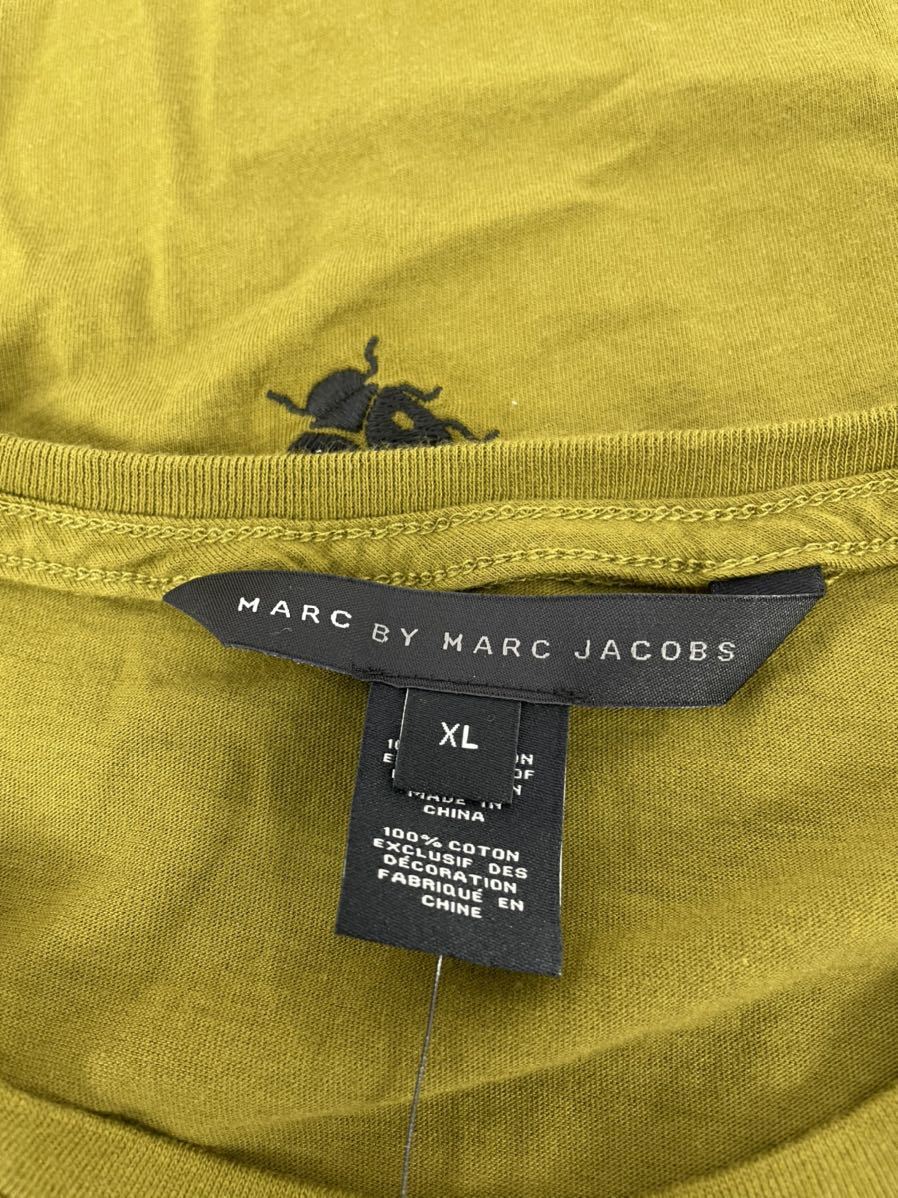 MARC BY MARC JACOBS
XL
MADE IN
CHINA
100% COTON
EXCLUSIF DES
DÉCORATION
FABRIQUÉ EN
CHINE